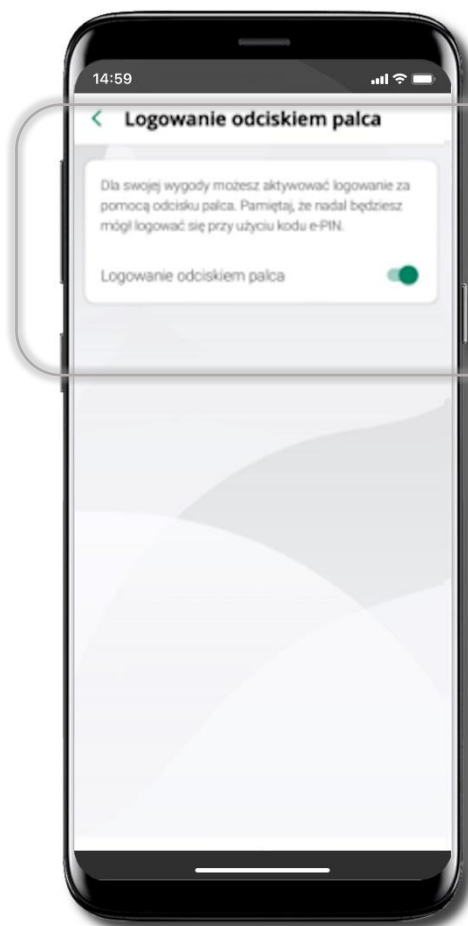 14:59
Logowanie odciskiem palca
Dla swojej wygody możesz aktywować logowanie za
pomocą odcisku palca. Pamiętaj, że nadal będziesz
mógł logować się przy użyciu kodu e-PIN.
Logowanie odciskiem palca